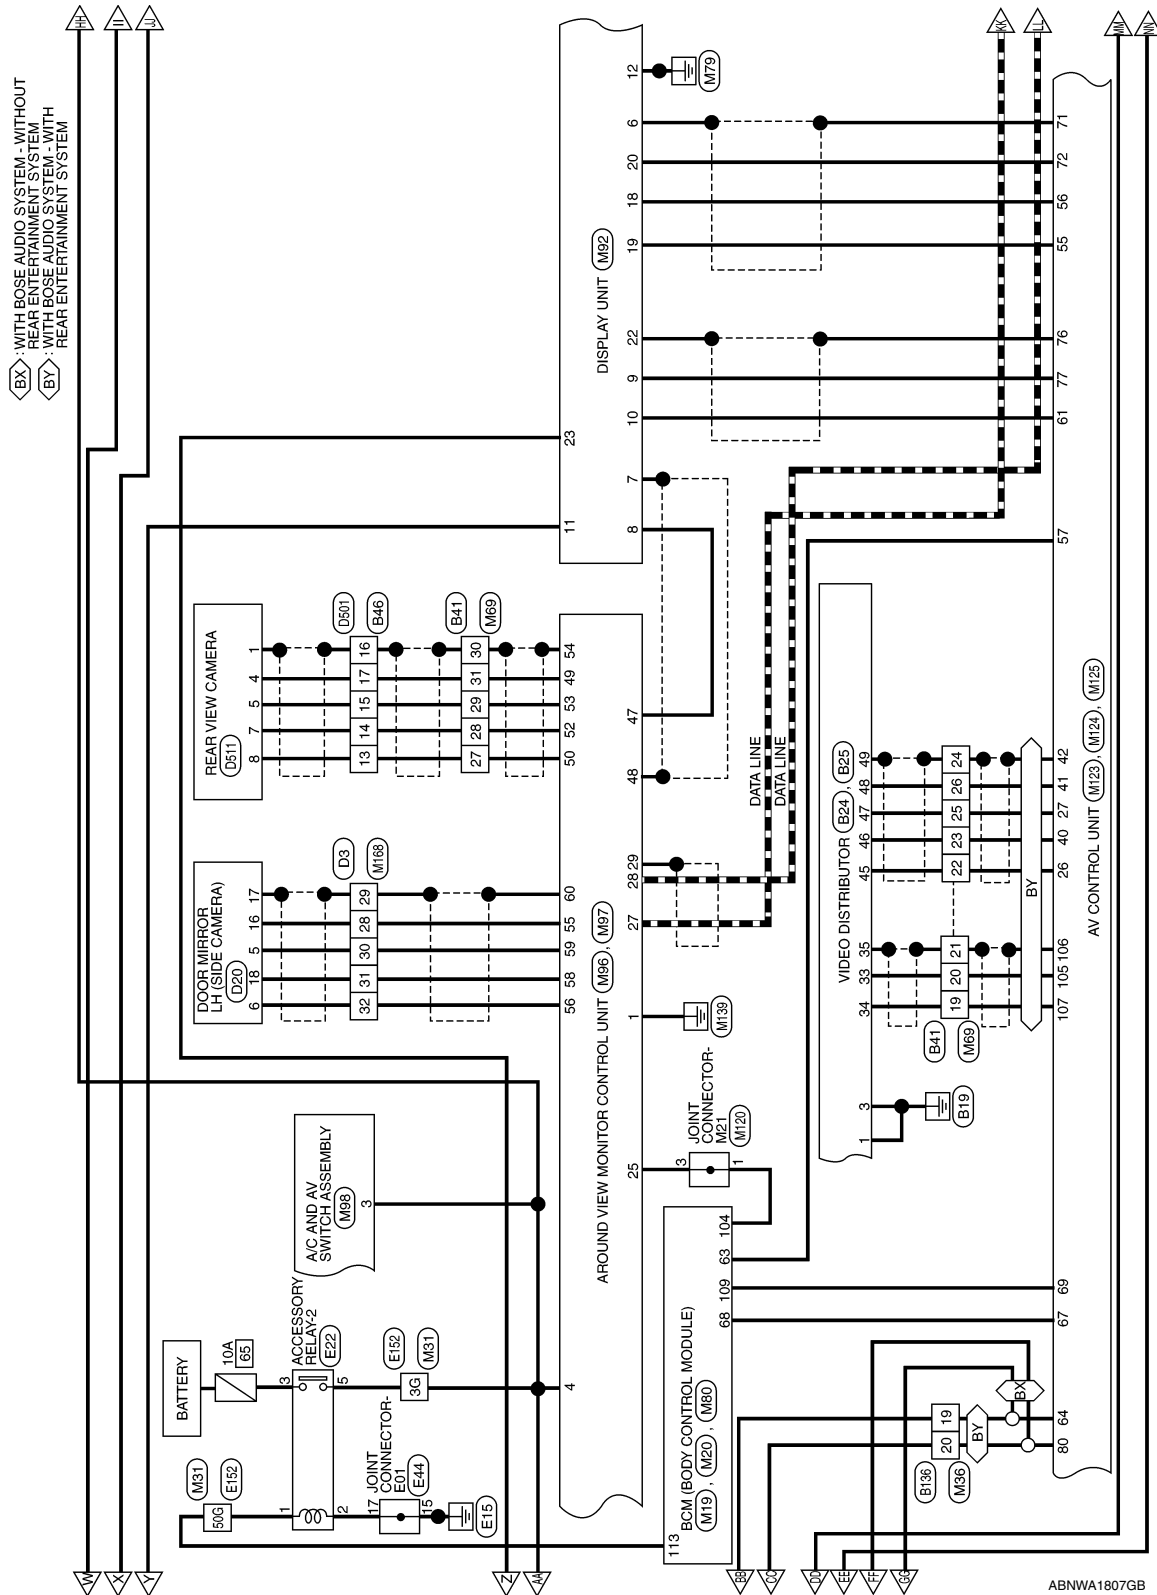 BX : WITH BOSE AUDIO SYSTEM - WITHOUT
REAR ENTERTAINMENT SYSTEM
BY : WITH BOSE AUDIO SYSTEM - WITH
REAR ENTERTAINMENT SYSTEM
HH
II
JJ
W
X
Y
Z
AA
BATTERY
10A
65
M31
E152
50G
1
2
3
5
ACCESSORY
RELAY-2
E22
E152
M31
3G
17
JOINT
CONNECTOR-
E01
E44
15
E15
A/C AND AV
SWITCH ASSEMBLY
M98
3
DOOR MIRROR
LH (SIDE CAMERA)
D20
6 18 5 16 17
D3
M168
32 31 30 28 29
56 58 59 55 60
REAR VIEW CAMERA
D511
8 7 5 4 1
D501
B46
13 14 15 17 16
B41
M69
27 28 29 31 30
50 52 53 49 54
4
11
23
AROUND VIEW MONITOR CONTROL UNIT M96 , M97
25
1
27
28
29
48
47
DISPLAY UNIT M92
8
7
10
9
22
19
18
20
6
12
M79
M139
JOINT
CONNECTOR-
M21
M120
3
1
DATA LINE
DATA LINE
KK
LL
113
BCM (BODY CONTROL MODULE)
M19 , M20 , M80
68 109 63 104
VIDEO DISTRIBUTOR B24 , B25
1 3 34 33 35 45 46 47 48 49
B19
B41
M69
19 20 21 22 23 25 26 24
BY
B136
M36
20 19
BY
BX
80 64 67 69 107 105 106 26 40 27 41 42 57 61 77 76 55 56 72 71
AV CONTROL UNIT M123 , M124 , M125
BB
CC
DD
EE
FF
GG
MM
NN
ABNWA1807GB